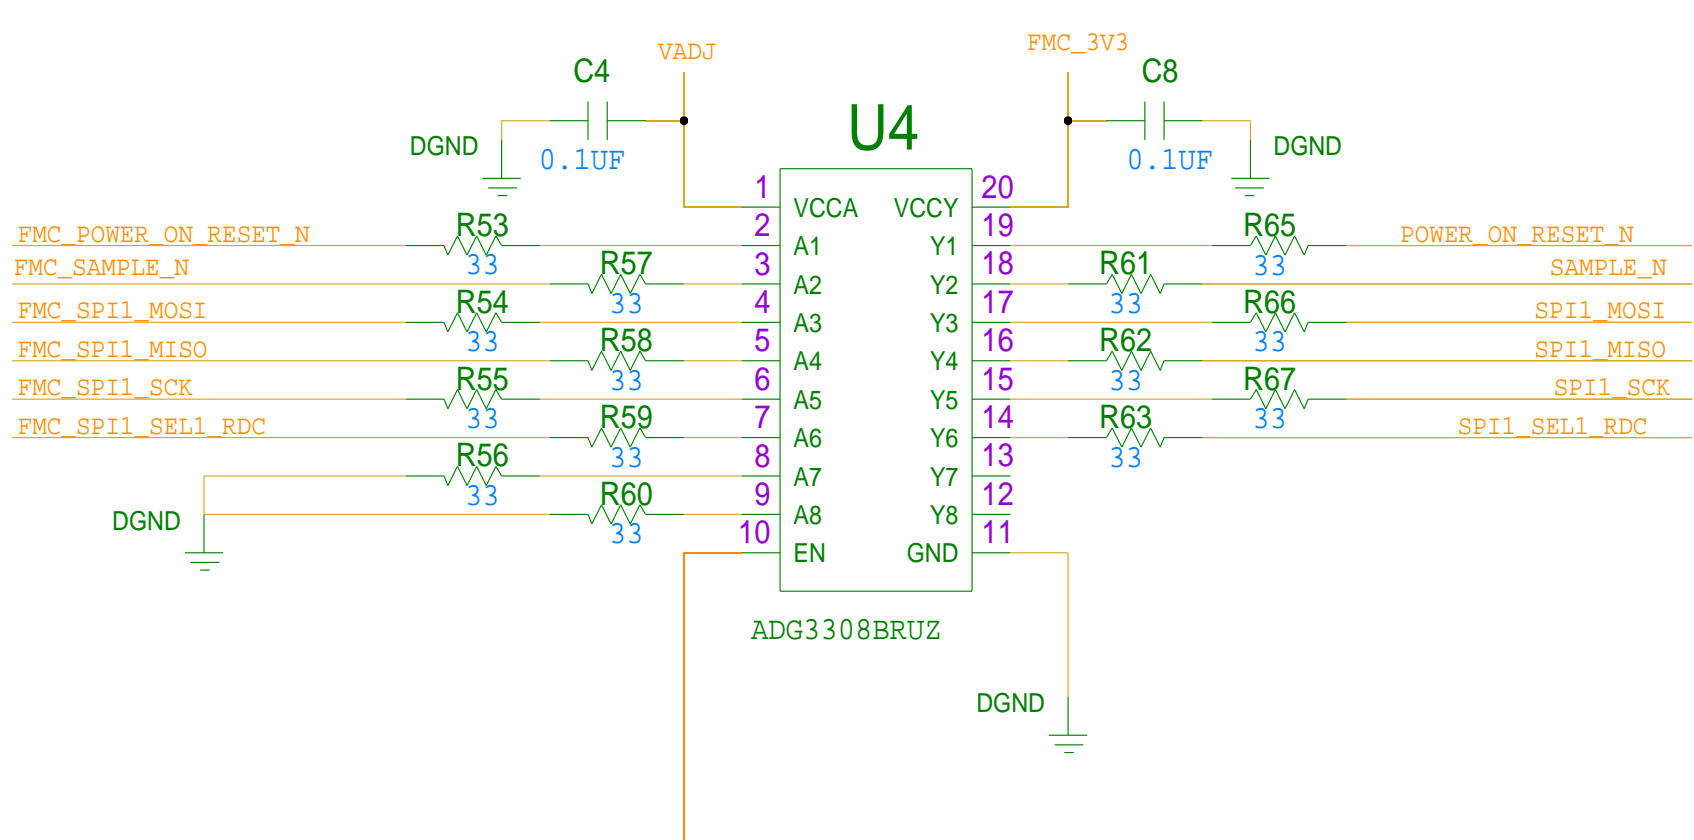 VADJ
FMC_3V3
C4
C8
U4
DGND
0.1UF
0.1UF
DGND
1
20
VCCA
VCCY
2
19
FMC_POWER_ON_RESET_N
R53
33
A1
Y1
R65
33
POWER_ON_RESET_N
3
18
FMC_SAMPLE_N
R57
33
A2
Y2
R61
33
SAMPLE_N
4
17
FMC_SPI1_MOSI
R54
33
A3
Y3
R66
33
SPI1_MOSI
5
16
FMC_SPI1_MISO
R58
33
A4
Y4
R62
33
SPI1_MISO
6
15
FMC_SPI1_SCK
R55
33
A5
Y5
R67
33
SPI1_SCK
7
14
FMC_SPI1_SEL1_RDC
R59
33
A6
Y6
R63
33
SPI1_SEL1_RDC
8
13
R56
33
A7
Y7
9
12
R60
33
A8
Y8
DGND
10
11
EN
GND
ADG3308BRUZ
DGND